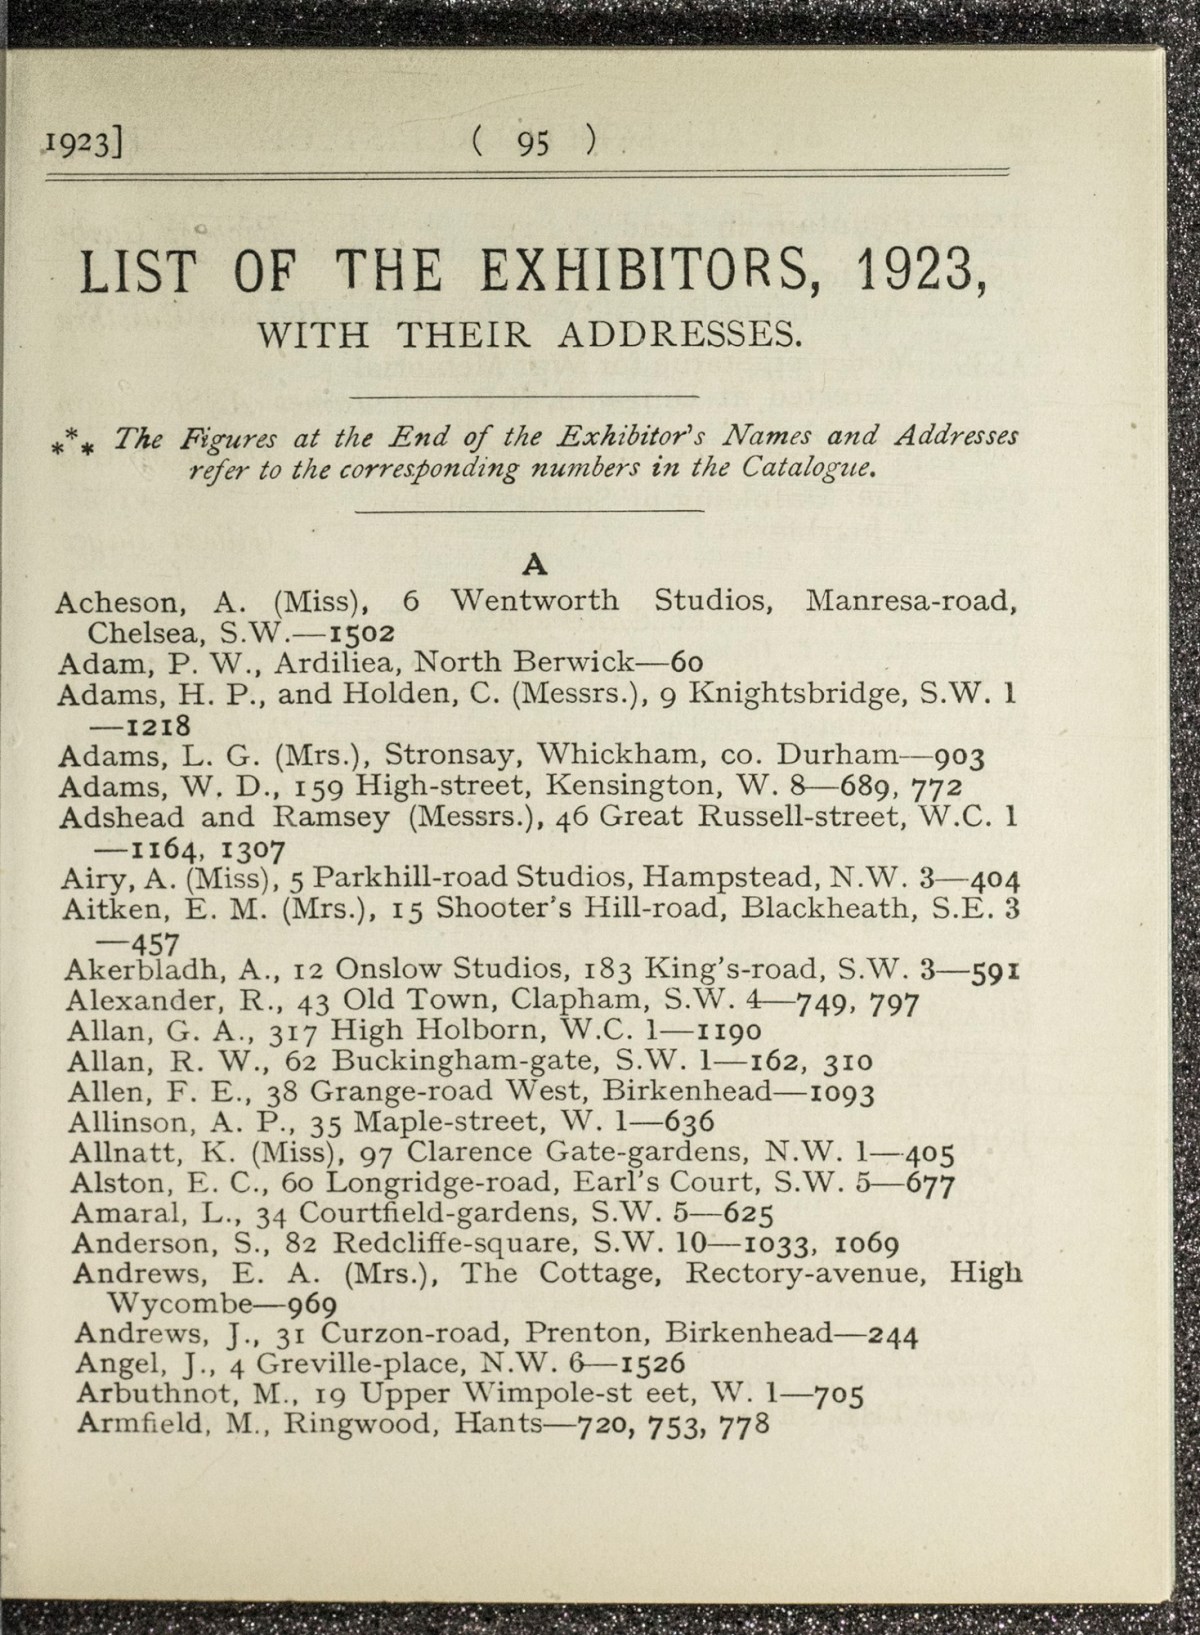 1923]
( 95 )
LIST OF THE EXHIBITORS, 1923,
WITH THEIR ADDRESSES.
*** The Figures at the End of the Exhibitor's Names and Addresses
refer to the corresponding numbers in the Catalogue.
A
Acheson, A. (Miss), 6 Wentworth Studios, Manresa-road,
Chelsea, S.W.—1502
Adam, P. W., Ardiliea, North Berwick—60
Adams, H. P., and Holden, C. (Messrs.), 9 Knightsbridge, S.W. 1
—1218
Adams, L. G. (Mrs.), Stronsay, Whickham, co. Durham—903
Adams, W. D., 159 High-street, Kensington, W. 8—689, 772
Adshead and Ramsey (Messrs.), 46 Great Russell-street, W.C. 1
—1164, 1307
Airy, A. (Miss), 5 Parkhill-road Studios, Hampstead, N.W. 3—404
Aitken, E. M. (Mrs.), 15 Shooter's Hill-road, Blackheath, S.E. 3
—457
Akerbladh, A., 12 Onslow Studios, 183 King's-road, S.W. 3—591
Alexander, R., 43 Old Town, Clapham, S.W. 4—749, 797
Allan, G. A., 317 High Holborn, W.C. 1—1190
Allan, R. W., 62 Buckingham-gate, S.W. 1—162, 310
Allen, F. E., 38 Grange-road West, Birkenhead—1093
Allinson, A. P., 35 Maple-street, W. 1—636
Allnatt, K. (Miss), 97 Clarence Gate-gardens, N.W. 1—405
Alston, E. C., 60 Longridge-road, Earl's Court, S.W. 5—677
Amaral, L., 34 Courtfield-gardens, S.W. 5—625
Anderson, S., 82 Redcliffe-square, S.W. 10—1033, 1069
Andrews, E. A. (Mrs.), The Cottage, Rectory-avenue, High
Wycombe—969
Andrews, J., 31 Curzon-road, Prenton, Birkenhead—244
Angel, J., 4 Greville-place, N.W. 6—1526
Arbuthnot, M., 19 Upper Wimpole-st eet, W. 1—705
Armfield, M., Ringwood, Hants—720, 753, 778